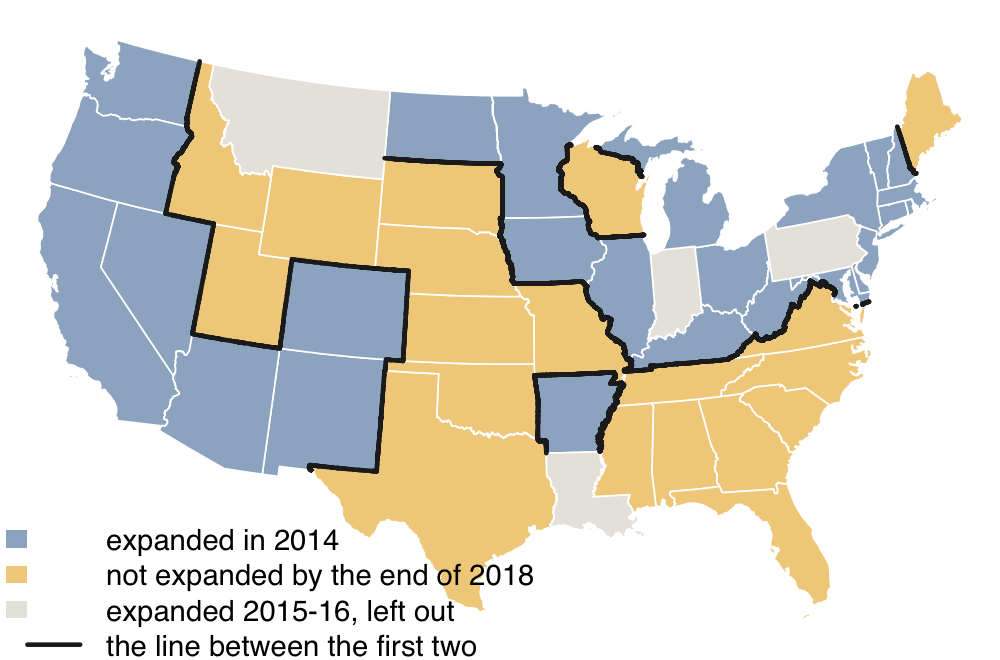 expanded in 2014
not expanded by the end of 2018
expanded 2015-16, left out
the line between the first two